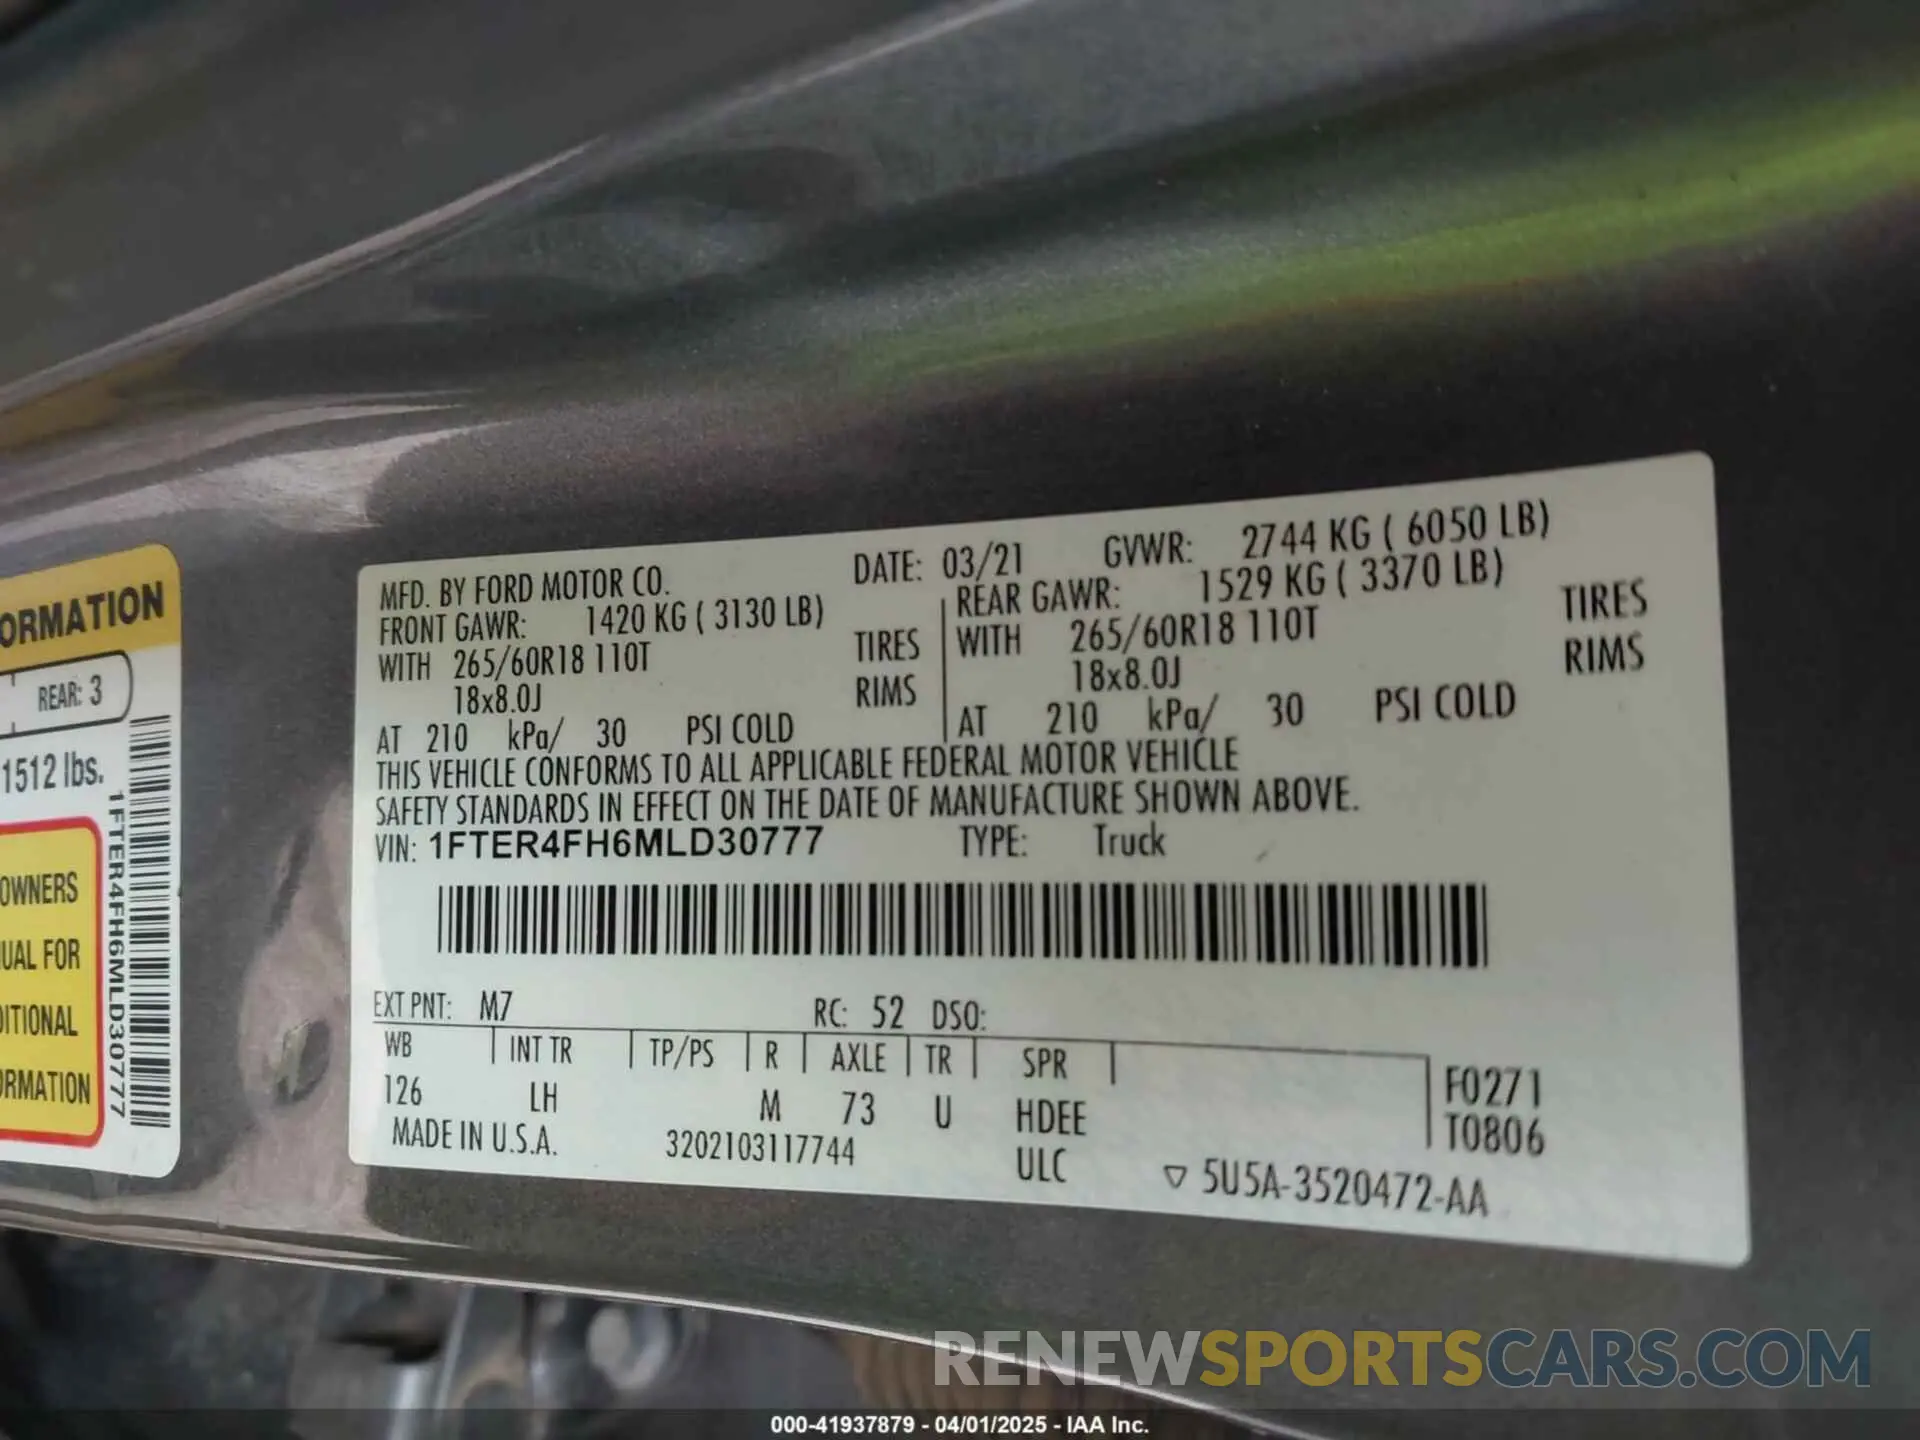 ORMATION
REAR: 3
1512 lbs.
OWNERS
UAL FOR
DITIONAL
ORMATION
1FTER4FH6MLD30777
MFD. BY FORD MOTOR CO. DATE: 03/21 GVWR: 2744 KG ( 6050 LB)
FRONT GAWR: 1420 KG ( 3130 LB) REAR GAWR: 1529 KG ( 3370 LB)
WITH 265/60R18 110T TIRES WITH 265/60R18 110T TIRES
18x8.0J RIMS 18x8.0J RIMS
AT 210 kPa/ 30 PSI COLD AT 210 kPa/ 30 PSI COLD
THIS VEHICLE CONFORMS TO ALL APPLICABLE FEDERAL MOTOR VEHICLE
SAFETY STANDARDS IN EFFECT ON THE DATE OF MANUFACTURE SHOWN ABOVE.
VIN: 1FTER4FH6MLD30777 TYPE: Truck
EXT PNT: M7 RC: 52 DSO:
WB INT TR TP/PS R AXLE TR SPR
126 LH M 73 U HDEE F0271
T0806
MADE IN U.S.A. 3202103117744 ULC ▽ 5U5A-3520472-AA
RENEWSPORTSCARS.COM
000-41937879 - 04/01/2025 - IAA Inc.